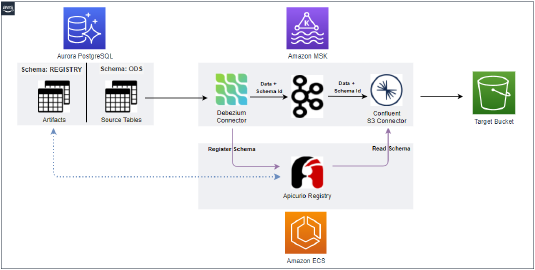 aws
Aurora PostgreSQL
Amazon MSK
Schema: REGISTRY
Schema: ODS
Artifacts
Source Tables
Debezium
Connector
Data +
Schema Id
Data +
Schema Id
Confluent
S3 Connector
Target Bucket
Register Schema
Read Schema
Apicurio Registry
Amazon ECS